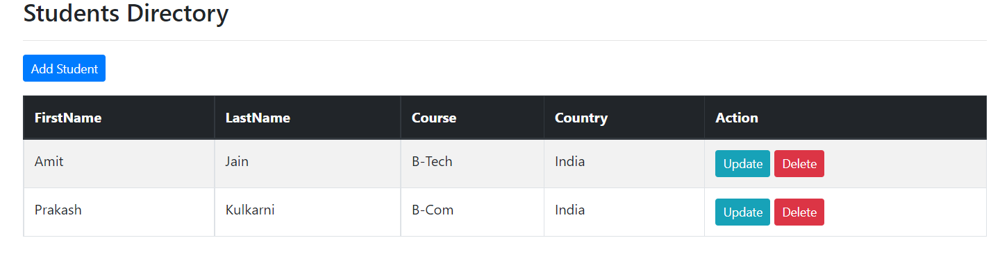 Students Directory
Add Student
FirstName LastName Course Country Action
Amit Jain B-Tech India Update Delete
Prakash Kulkarni B-Com India Update Delete